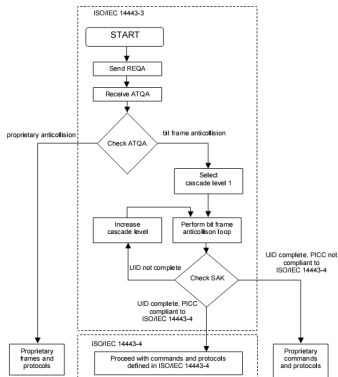 ISO/IEC 14443-3
START
Send REQA
Receive ATQA
proprietary anticollision
bit frame anticollision
Check ATQA
Select
cascade level 1
Increase
cascade level
Perform bit frame
anticollison loop
UID not complete
Check SAK
UID complete, PICC not
compliant to
ISO/IEC 14443-4
UID complete, PICC
compliant to
ISO/IEC 14443-4
ISO/IEC 14443-4
Proprietary
frames and
protocols
Proceed with commands and protocols
defined in ISO/IEC 14443-4
Proprietary
commands
and protocols